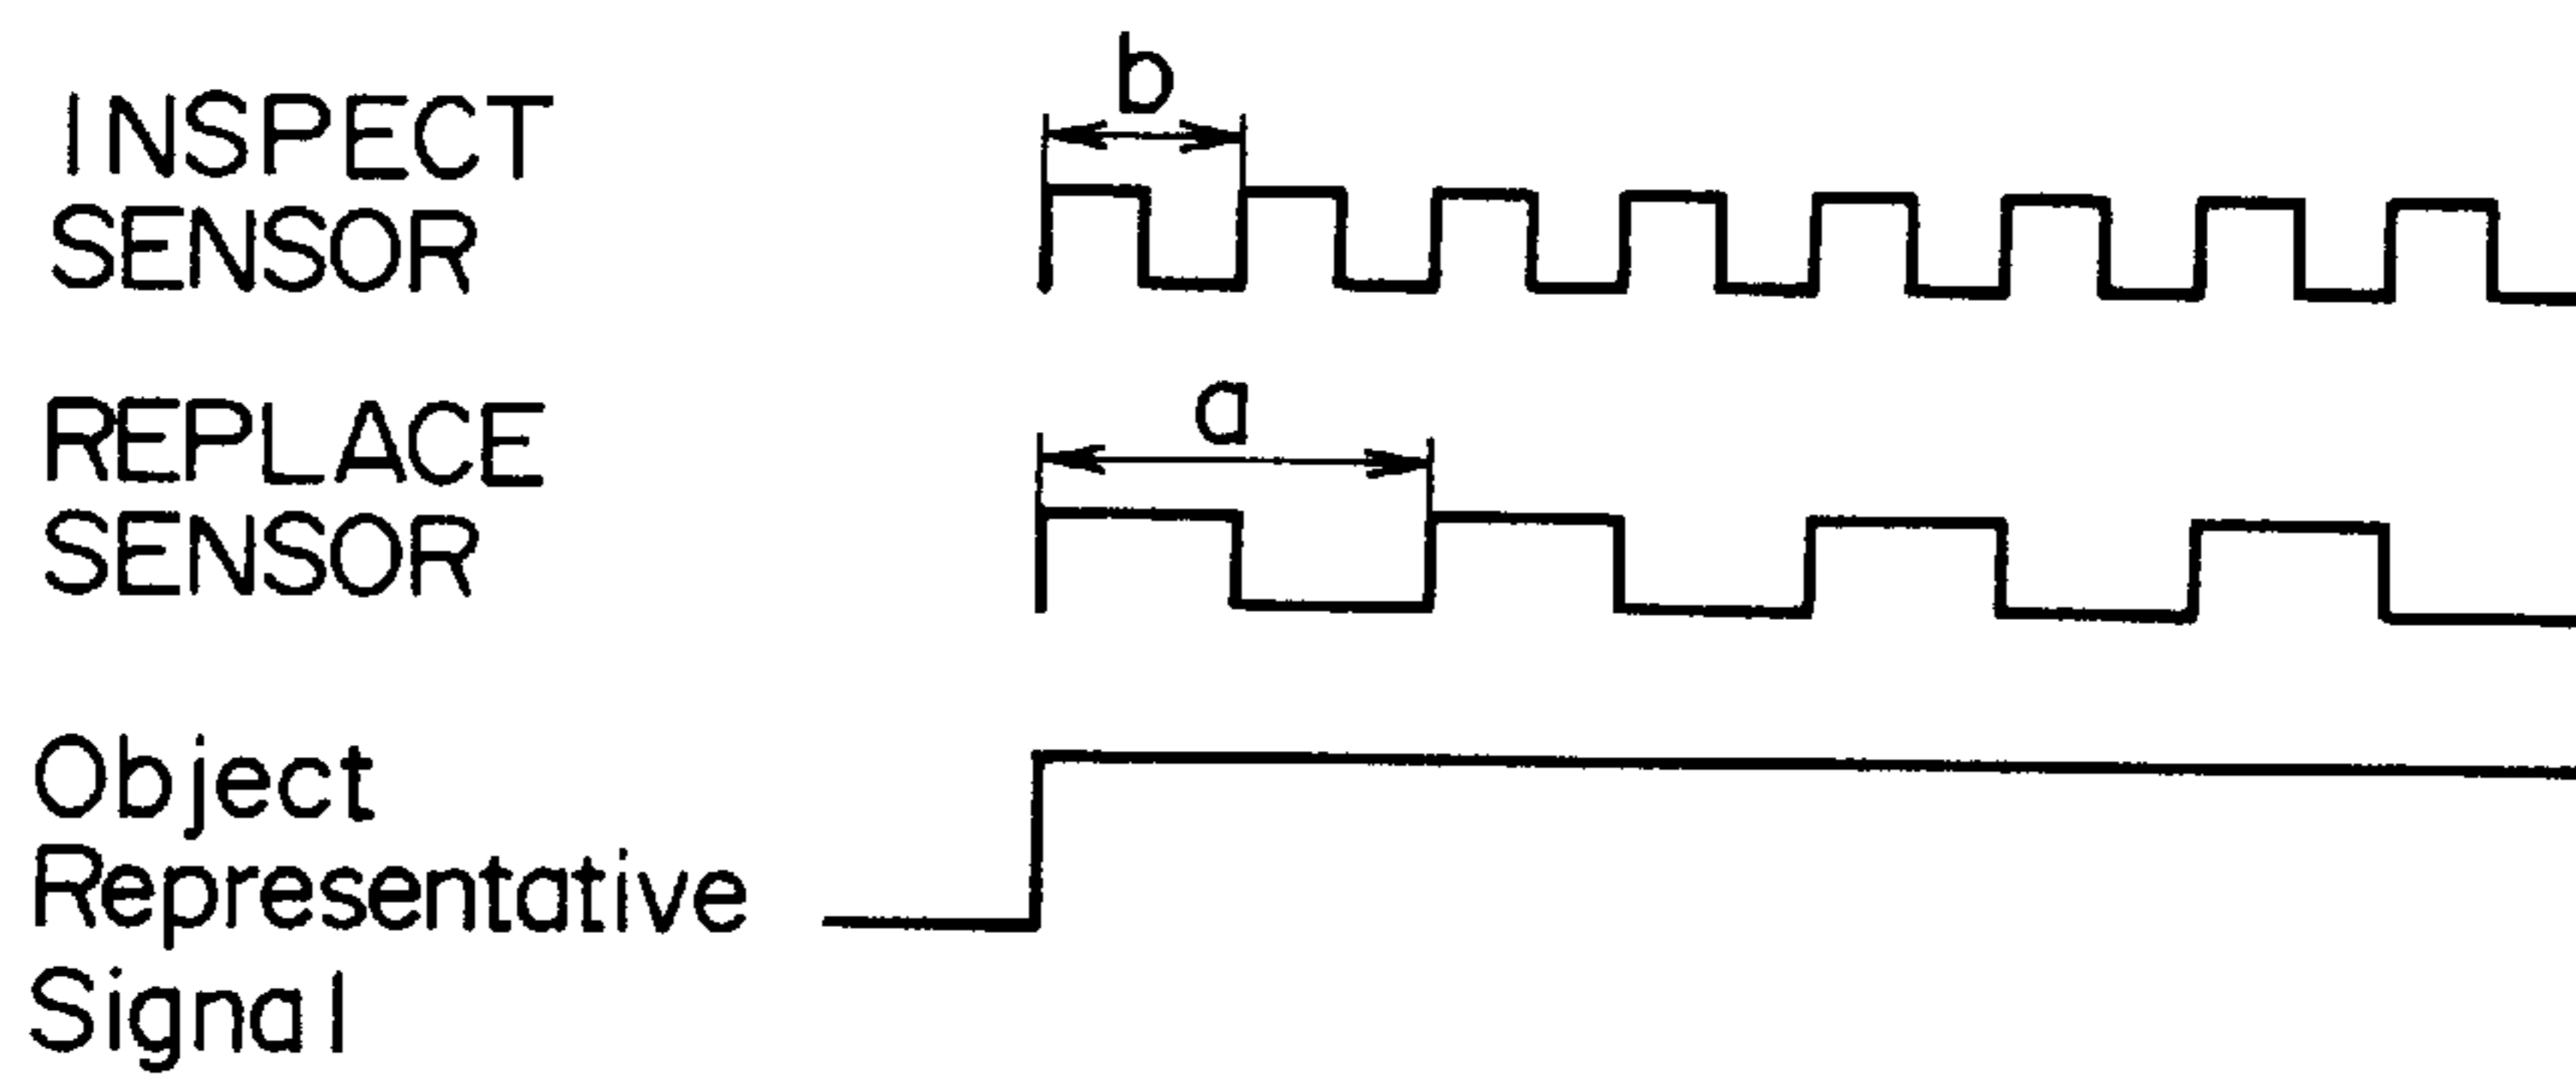 b
INSPECT
SENSOR
a
REPLACE
SENSOR
Object
Representative
Signal